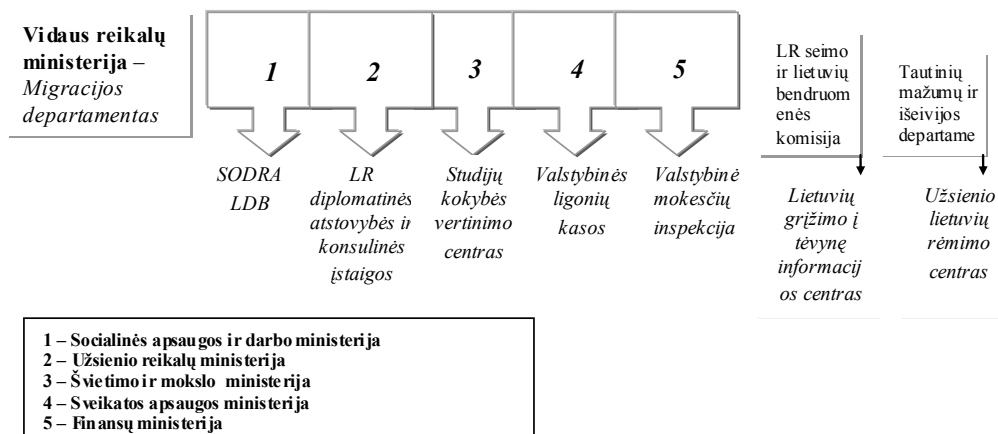 Vidaus reikalų
ministerija –
Migracijos
departamentas
1
2
3
4
5
LR seimo
ir lietuvių
bendruom
enės
komisija
Tautinių
mažumų ir
išeivijos
departame
SODRA
LDB
LR
diplomatinės
atstovybės ir
konsulinės
įstaigos
Studijų
kokybės
vertinimo
centras
Valstybinės
ligonių
kasos
Valstybinė
mokesčių
inspekcija
Lietuvių
grįžimo į
tėvynę
informacij
os centras
Užsienio
lietuvių
rėmimo
centras
1 – Socialinės apsaugos ir darbo ministerija
2 – Užsienio reikalų ministerija
3 – Švietimo ir mokslo ministerija
4 – Sveikatos apsaugos ministerija
5 – Finansų ministerija